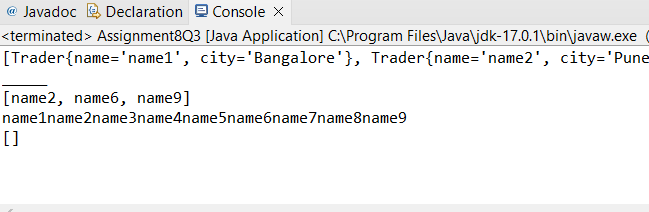 @ Javadoc Declaration Console ×
<terminated> Assignment8Q3 [Java Application] C:\Program Files\Java\jdk-17.0.1\bin\javaw.exe (
[Trader{name='name1', city='Bangalore'}, Trader{name='name2', city='Pune
_____
[name2, name6, name9]
name1name2name3name4name5name6name7name8name9
[]